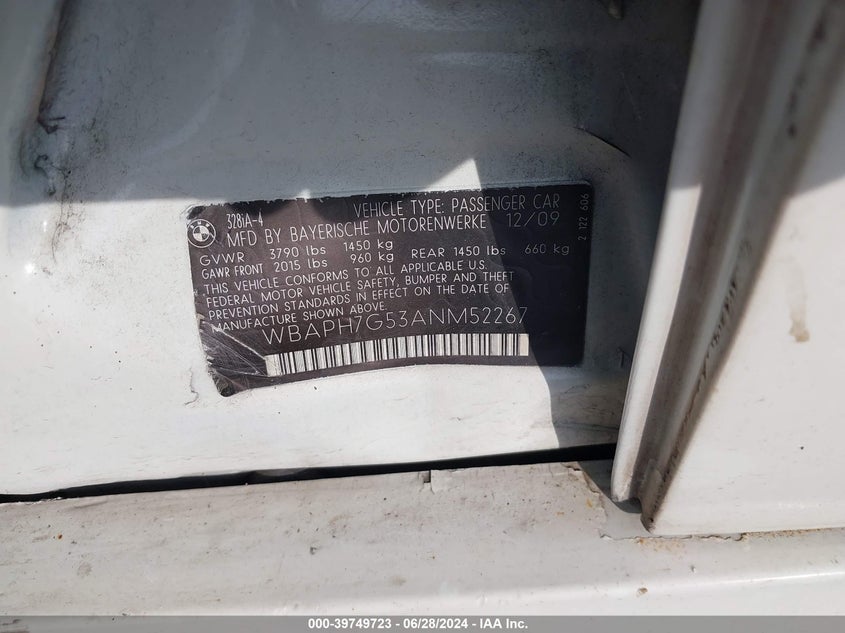 328iA-4
VEHICLE TYPE: PASSENGER CAR
MFD BY BAYERISCHE MOTORENWERKE 12/09
GVWR 3790 lbs 1450 kg
GAWR FRONT 2015 lbs 960 kg REAR 1450 lbs 660 kg
THIS VEHICLE CONFORMS TO ALL APPLICABLE U.S.
FEDERAL MOTOR VEHICLE SAFETY, BUMPER AND THEFT
PREVENTION STANDARDS IN EFFECT ON THE DATE OF
MANUFACTURE SHOWN ABOVE.
WBAPH7G53ANM52267
2 122 606
000-39749723 - 06/28/2024 - IAA Inc.